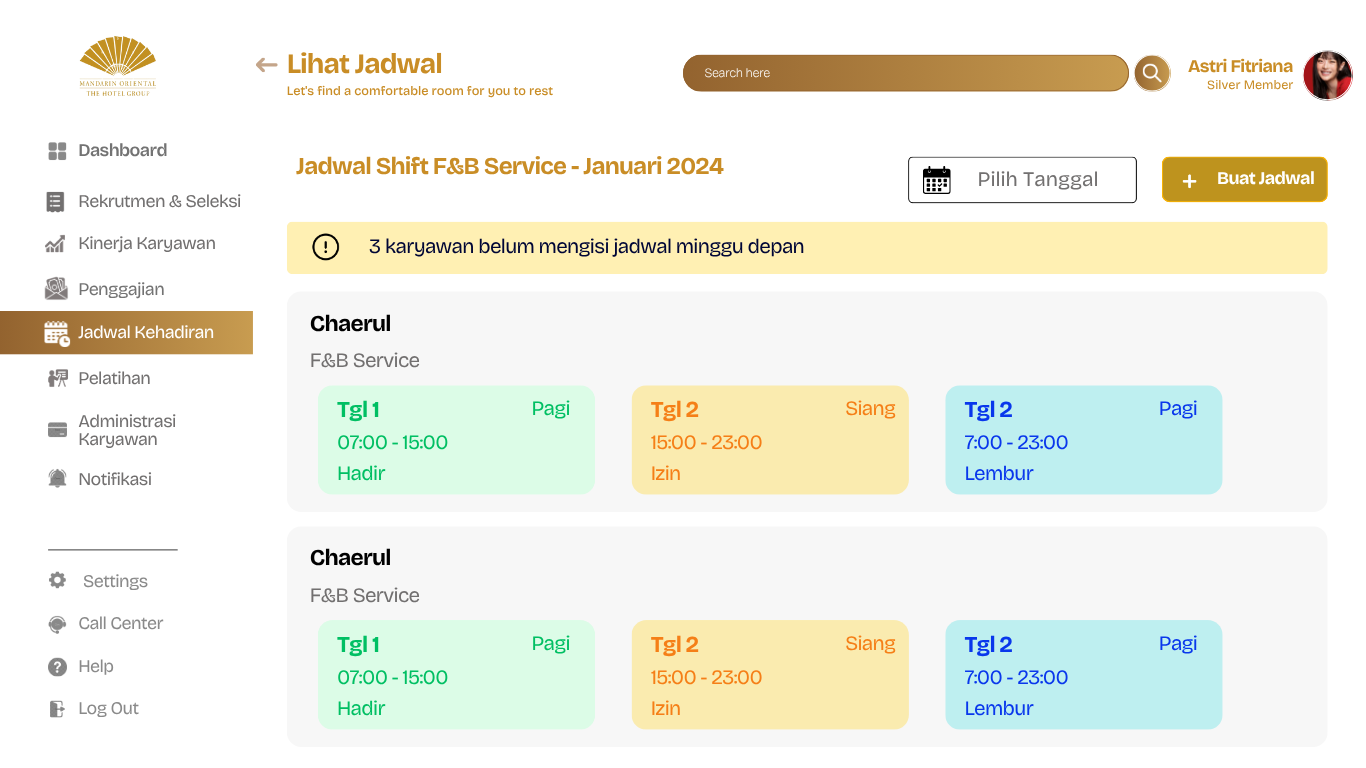 MANDARIN ORIENTAL
THE HOTEL GROUP
Lihat Jadwal
Let's find a comfortable room for you to rest
Search here
Astri Fitriana
Silver Member
Dashboard
Rekrutmen & Seleksi
Kinerja Karyawan
Penggajian
Jadwal Kehadiran
Pelatihan
Administrasi
Karyawan
Notifikasi
Settings
Call Center
Help
Log Out
Jadwal Shift F&B Service - Januari 2024
Pilih Tanggal
+ Buat Jadwal
3 karyawan belum mengisi jadwal minggu depan
Chaerul
F&B Service
Tgl 1 Pagi
07:00 - 15:00
Hadir
Tgl 2 Siang
15:00 - 23:00
Izin
Tgl 2 Pagi
7:00 - 23:00
Lembur
Chaerul
F&B Service
Tgl 1 Pagi
07:00 - 15:00
Hadir
Tgl 2 Siang
15:00 - 23:00
Izin
Tgl 2 Pagi
7:00 - 23:00
Lembur